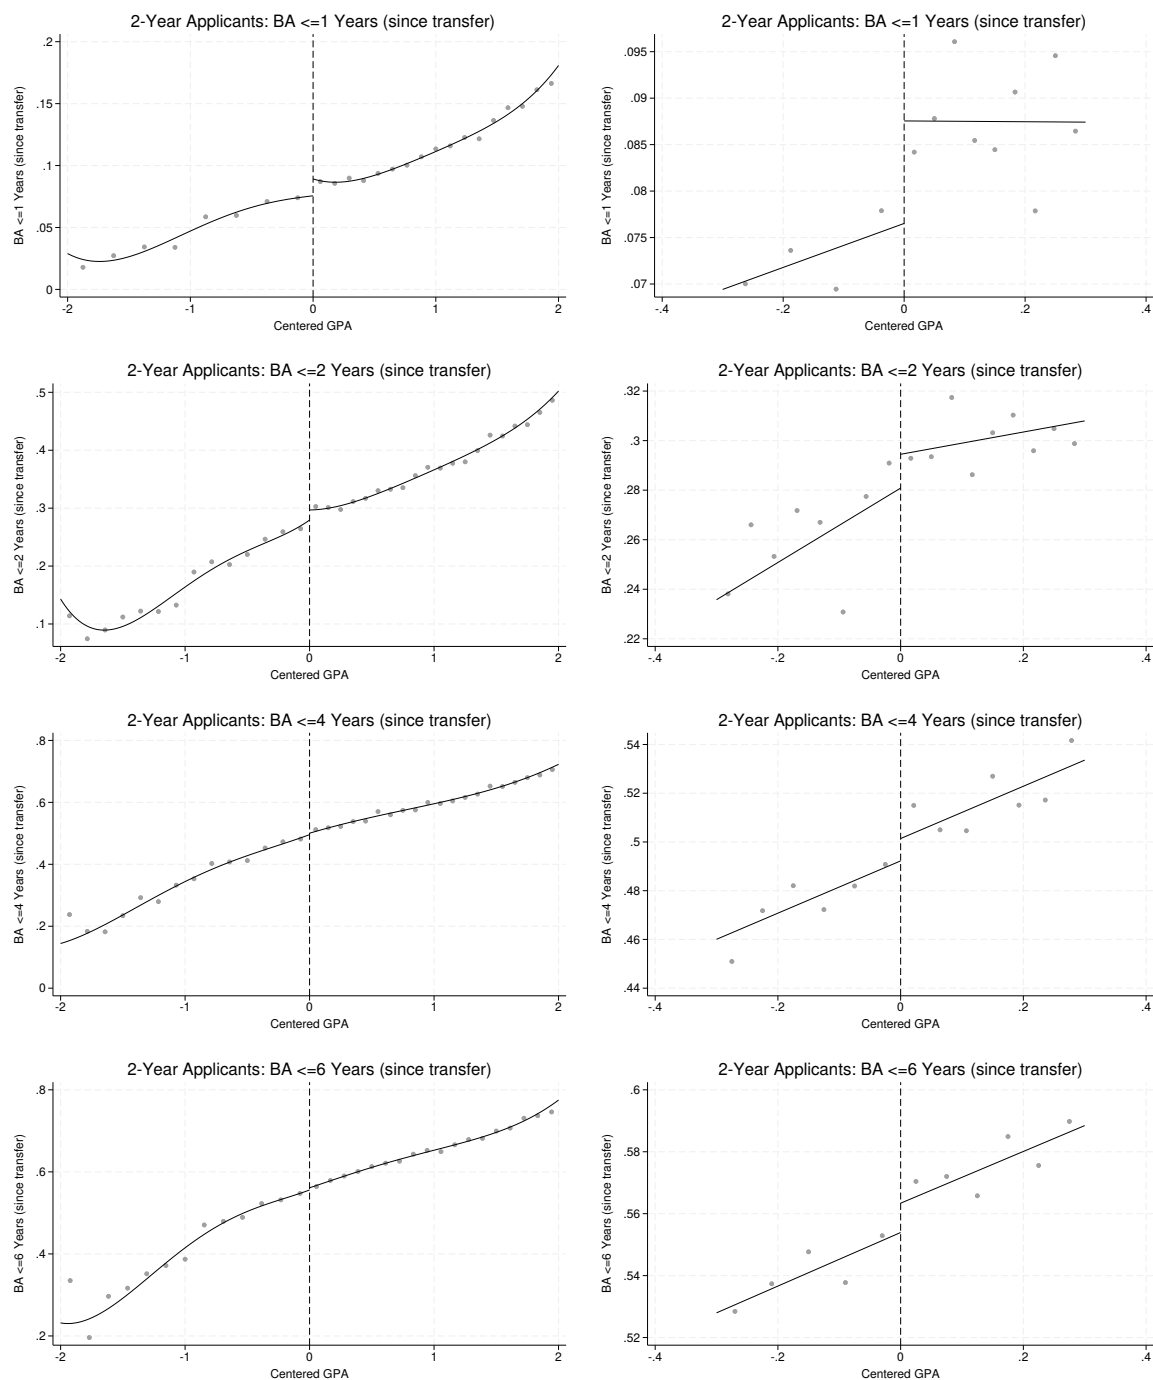 2-Year Applicants: BA <=1 Years (since transfer)
BA <=1 Years (since transfer)
.2
.15
.1
.05
0
-2 -1 0 1 2
Centered GPA
2-Year Applicants: BA <=1 Years (since transfer)
BA <=1 Years (since transfer)
.095
.09
.085
.08
.075
.07
-.4 -.2 0 .2 .4
Centered GPA
2-Year Applicants: BA <=2 Years (since transfer)
BA <=2 Years (since transfer)
.5
.4
.3
.2
.1
-2 -1 0 1 2
Centered GPA
2-Year Applicants: BA <=2 Years (since transfer)
BA <=2 Years (since transfer)
.32
.3
.28
.26
.24
.22
-.4 -.2 0 .2 .4
Centered GPA
2-Year Applicants: BA <=4 Years (since transfer)
BA <=4 Years (since transfer)
.8
.6
.4
.2
0
-2 -1 0 1 2
Centered GPA
2-Year Applicants: BA <=4 Years (since transfer)
BA <=4 Years (since transfer)
.54
.52
.5
.48
.46
.44
-.4 -.2 0 .2 .4
Centered GPA
2-Year Applicants: BA <=6 Years (since transfer)
BA <=6 Years (since transfer)
.8
.6
.4
.2
-2 -1 0 1 2
Centered GPA
2-Year Applicants: BA <=6 Years (since transfer)
BA <=6 Years (since transfer)
.6
.58
.56
.54
.52
-.4 -.2 0 .2 .4
Centered GPA